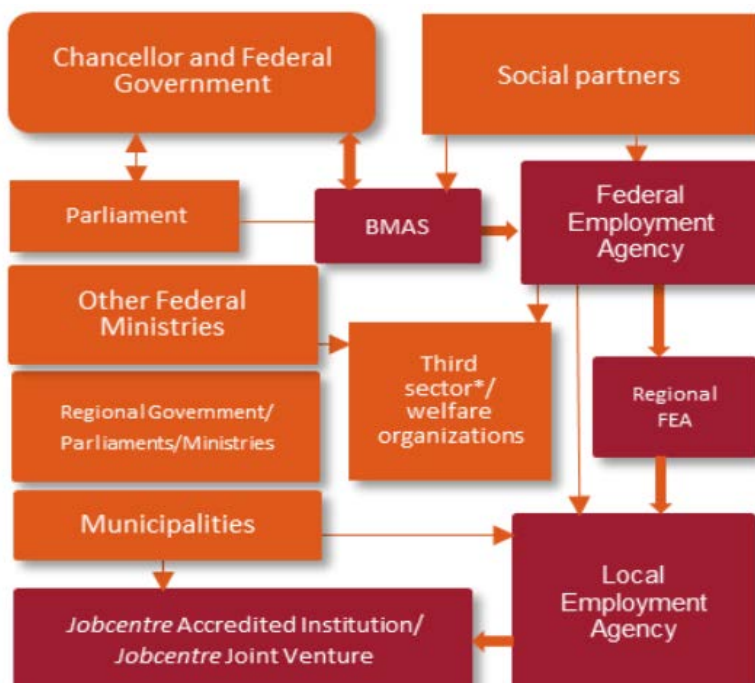 Chancellor and Federal
Government
Social partners
Parliament
BMAS
Federal
Employment
Agency
Other Federal
Ministries
Third
sector*/
welfare
organizations
Regional
FEA
Regional Government/
Parliaments/Ministries
Municipalities
Local
Employment
Agency
Jobcentre Accredited Institution/
Jobcentre Joint Venture